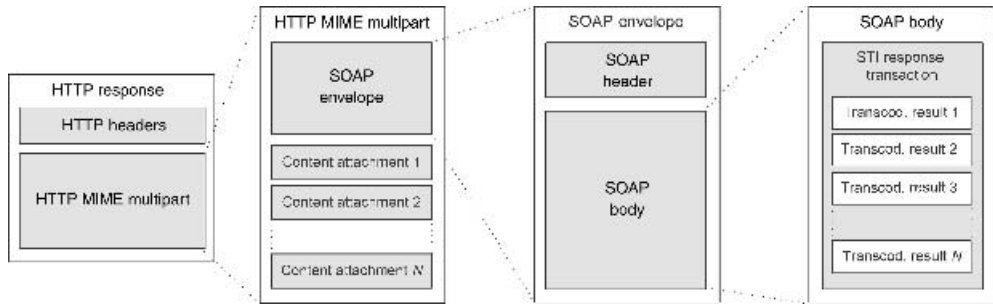 HTTP response
HTTP headers
HTTP MIME multipart
HTTP MIME multipart
SOAP
envelope
Content attachment 1
Content attachment 2
Content attachment N
SOAP envelope
SOAP
header
SOAP
body
SOAP body
STI response
transaction
Transcod. result 1
Transcod. result 2
Transcod. result 3
Transcod. result N